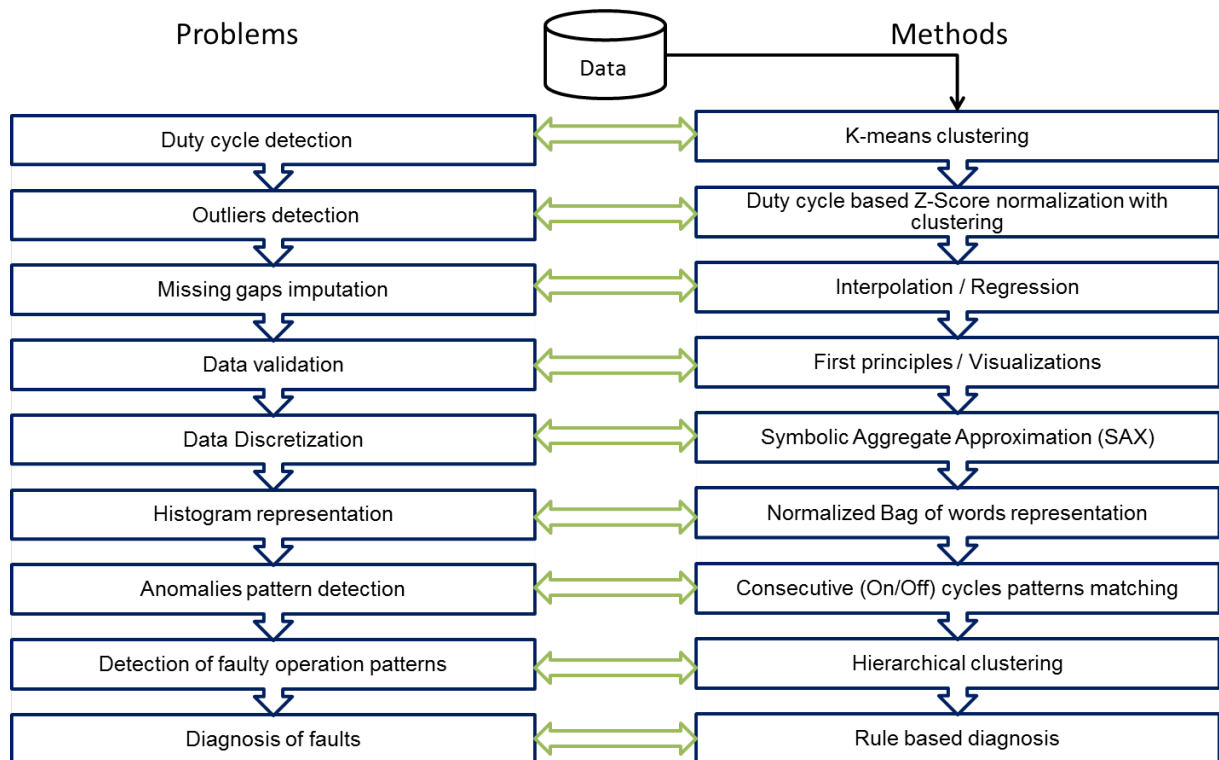 Problems
Data
Methods
Duty cycle detection
K-means clustering
Outliers detection
Duty cycle based Z-Score normalization with
clustering
Missing gaps imputation
Interpolation / Regression
Data validation
First principles / Visualizations
Data Discretization
Symbolic Aggregate Approximation (SAX)
Histogram representation
Normalized Bag of words representation
Anomalies pattern detection
Consecutive (On/Off) cycles patterns matching
Detection of faulty operation patterns
Hierarchical clustering
Diagnosis of faults
Rule based diagnosis